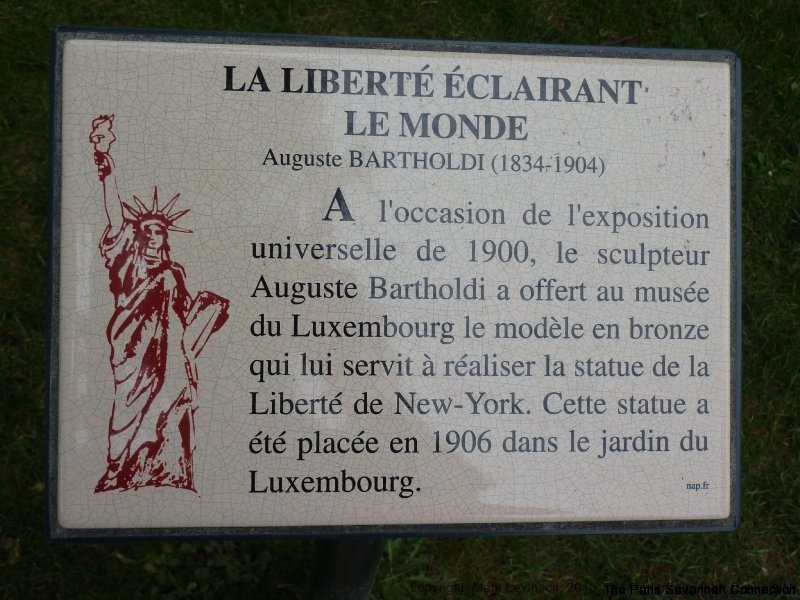 LA LIBERTÉ ÉCLAIRANT
LE MONDE
Auguste BARTHOLDI (1834-1904)
A l'occasion de l'exposition
universelle de 1900, le sculpteur
Auguste Bartholdi a offert au musée
du Luxembourg le modèle en bronze
qui lui servit à réaliser la statue de la
Liberté de New-York. Cette statue a
été placée en 1906 dans le jardin du
Luxembourg.
nap.fr
The Paris Savannah Connection